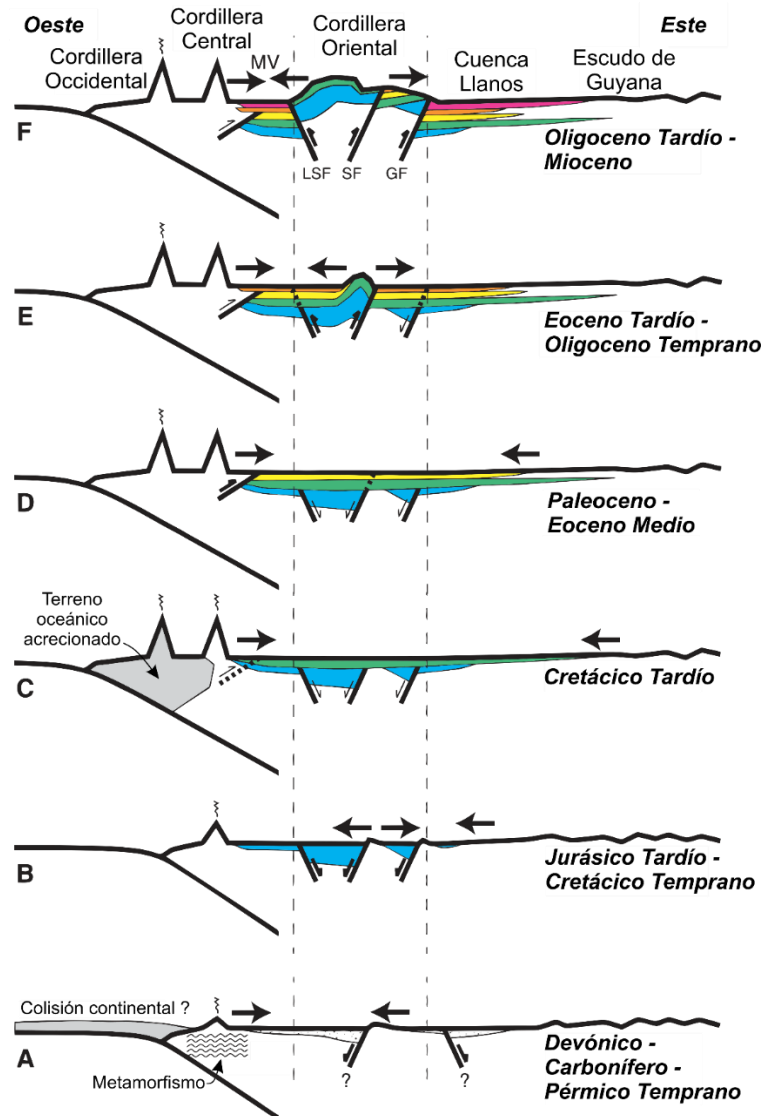 Oeste
Este
Cordillera
Occidental
Cordillera
Central
MV
Cordillera
Oriental
Cuenca
Llanos
Escudo de
Guyana
F
LSF
SF
GF
Oligoceno Tardío -
Mioceno
E
Eoceno Tardío -
Oligoceno Temprano
D
Paleoceno -
Eoceno Medio
Terreno
oceánico
acrecionado
C
Cretácico Tardío
B
Jurásico Tardío -
Cretácico Temprano
Colisión continental ?
A
Metamorfismo
?
?
Devónico -
Carbonífero -
Pérmico Temprano